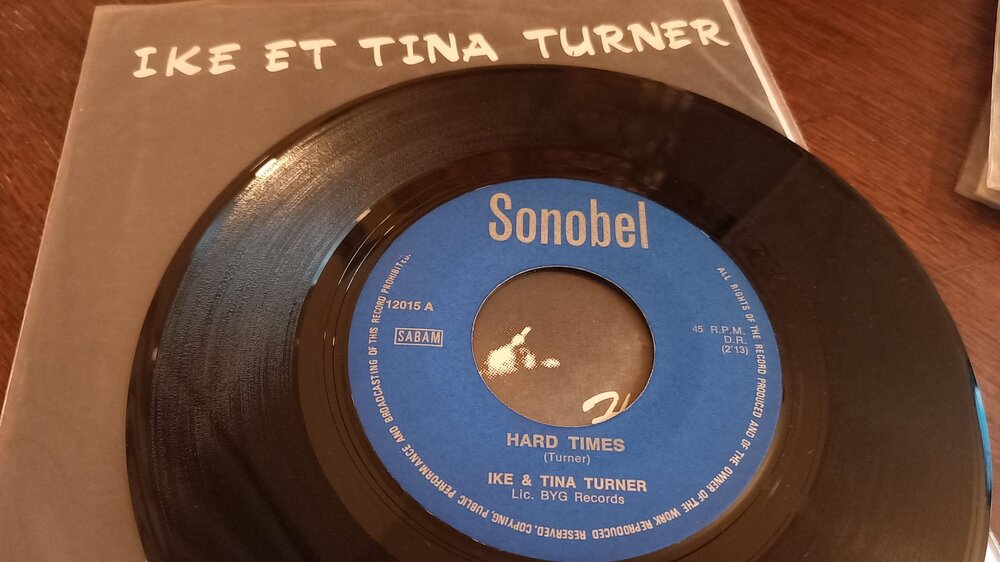 IKE ET TINA TURNER
Sonobel
12015 A
SABAM
45 R.P.M.
D.R.
(2'13)
HARD TIMES
(Turner)
IKE & TINA TURNER
Lic. BYG Records
ALL RIGHTS OF THE RECORD PRODUCED AND OF THE OWNER OF THE WORK REPRODUCED RESERVED. COPYING, PUBLIC PERFORMANCE AND BROADCASTING OF THIS RECORD PROHIBITED.